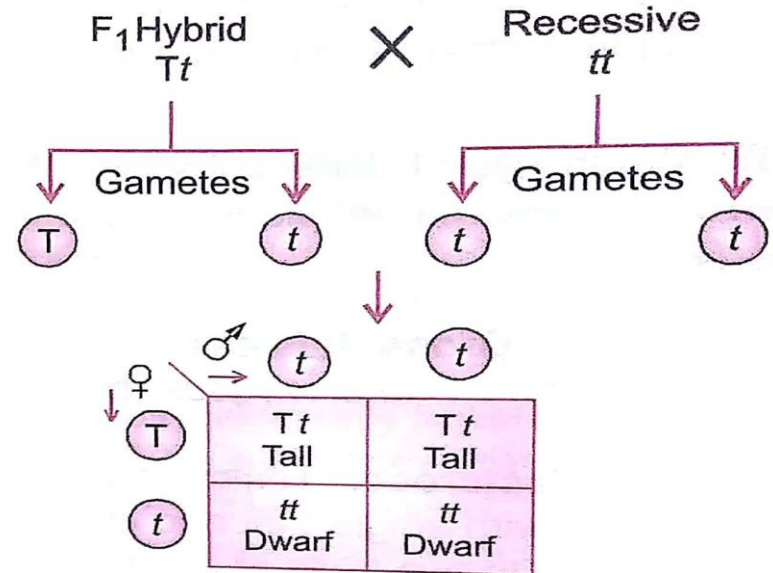 F₁ Hybrid
Tt
×
Recessive
tt
Gametes
Gametes
T
t
t
t
♂
♀
t
t
T
Tt
Tall
Tt
Tall
t
tt
Dwarf
tt
Dwarf